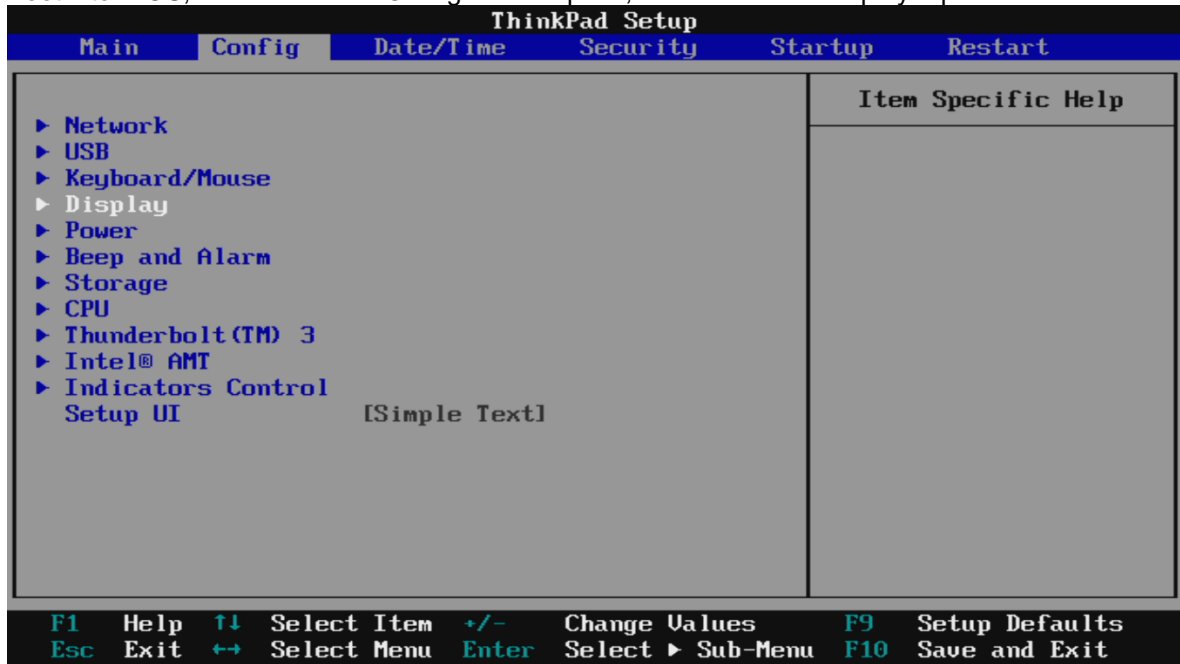 ThinkPad Setup
Main Config Date/Time Security Startup Restart
Item Specific Help
▶ Network
▶ USB
▶ Keyboard/Mouse
▶ Display
▶ Power
▶ Beep and Alarm
▶ Storage
▶ CPU
▶ Thunderbolt(TM) 3
▶ Intel® AMT
▶ Indicators Control
Setup UI [Simple Text]
F1 Help ↑↓ Select Item +/- Change Values F9 Setup Defaults
Esc Exit ↔ Select Menu Enter Select ▶ Sub-Menu F10 Save and Exit